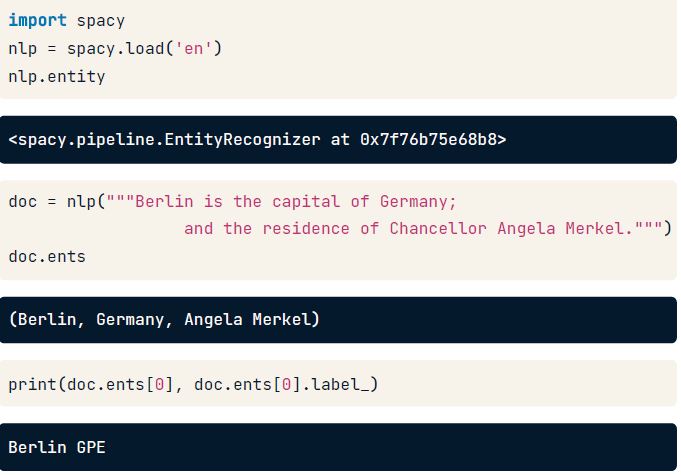 import spacy
nlp = spacy.load('en')
nlp.entity
<spacy.pipeline.EntityRecognizer at 0x7f76b75e68b8>
doc = nlp("""Berlin is the capital of Germany;
                  and the residence of Chancellor Angela Merkel.""")
doc.ents
(Berlin, Germany, Angela Merkel)
print(doc.ents[0], doc.ents[0].label_)
Berlin GPE